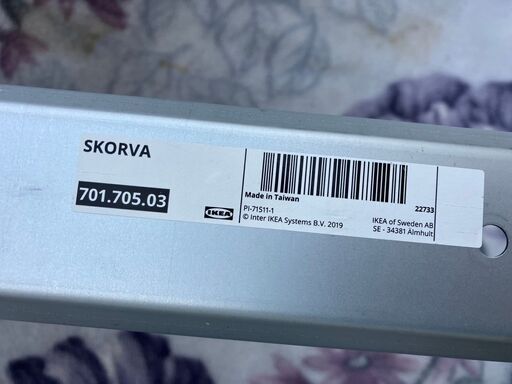 SKORVA
701.705.03
IKEA
Made in Taiwan
22733
PI-71511-1
© Inter IKEA Systems B.V. 2019
IKEA of Sweden AB
SE - 34381 Älmhult